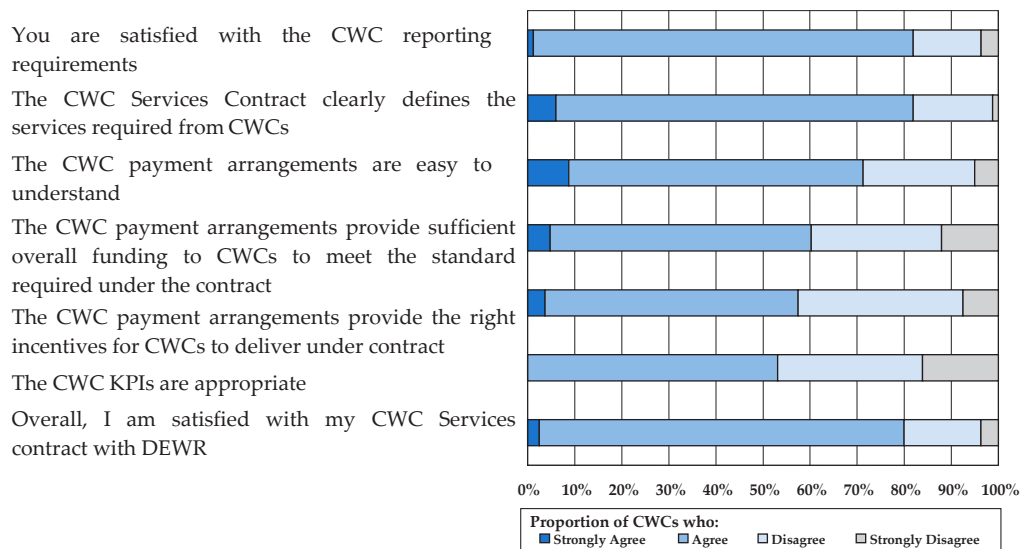 You are satisfied with the CWC reporting
requirements
The CWC Services Contract clearly defines the
services required from CWCs
The CWC payment arrangements are easy to
understand
The CWC payment arrangements provide sufficient
overall funding to CWCs to meet the standard
required under the contract
The CWC payment arrangements provide the right
incentives for CWCs to deliver under contract
The CWC KPIs are appropriate
Overall, I am satisfied with my CWC Services
contract with DEWR
0% 10% 20% 30% 40% 50% 60% 70% 80% 90% 100%
Proportion of CWCs who:
Strongly Agree Agree Disagree Strongly Disagree